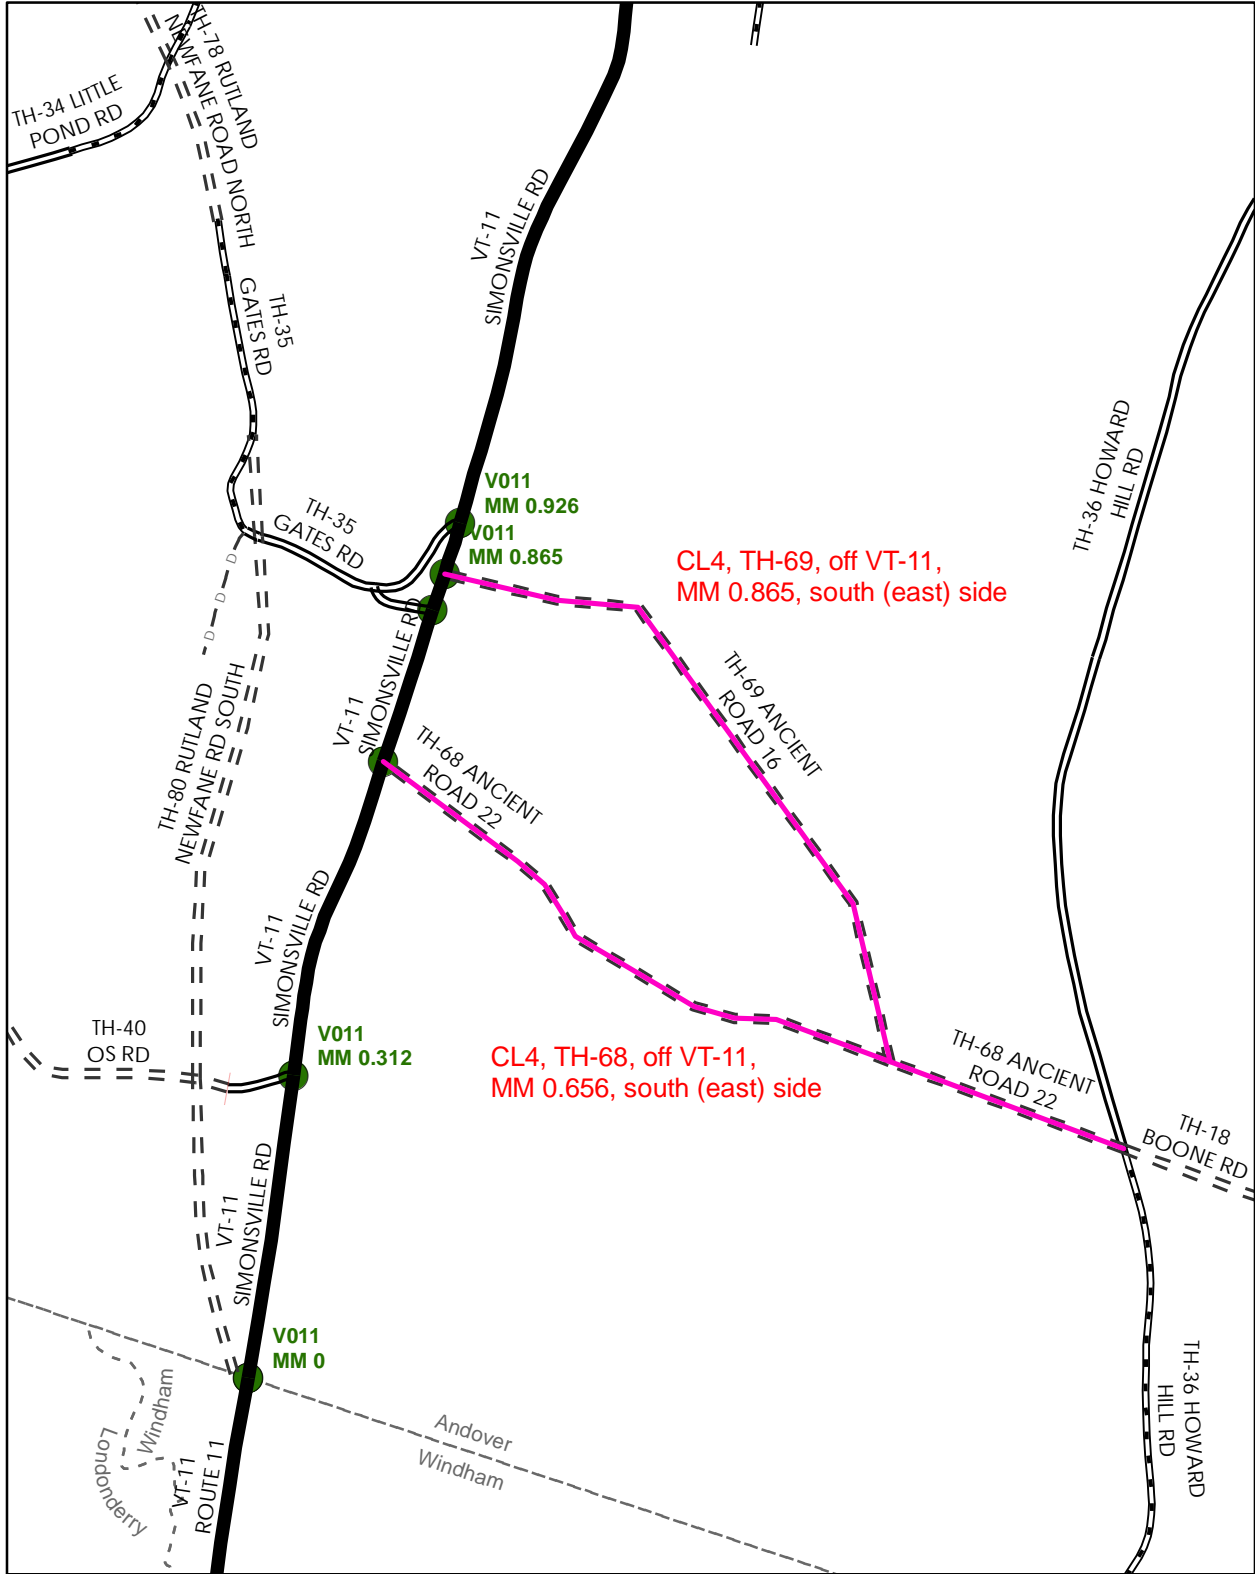 TH-78 RUTLAND
NEWFANE ROAD NORTH
TH-34 LITTLE
POND RD
VT-11
SIMONSVILLE RD
TH-35
GATES RD
TH-36 HOWARD
HILL RD
V011
MM 0.926
V011
MM 0.865
TH-35
GATES RD
CL4, TH-69, off VT-11,
MM 0.865, south (east) side
D
D
D
VT-11
SIMONSVILLE RD
TH-69 ANCIENT
ROAD 16
TH-80 RUTLAND
NEWFANE RD SOUTH
TH-68 ANCIENT
ROAD 22
VT-11
SIMONSVILLE RD
TH-40
OS RD
V011
MM 0.312
CL4, TH-68, off VT-11,
MM 0.656, south (east) side
TH-68 ANCIENT
ROAD 22
TH-18
BOONE RD
VT-11
SIMONSVILLE RD
V011
MM 0
TH-36 HOWARD
HILL RD
Windham
Londonderry
Andover
Windham
VT-11
ROUTE 11